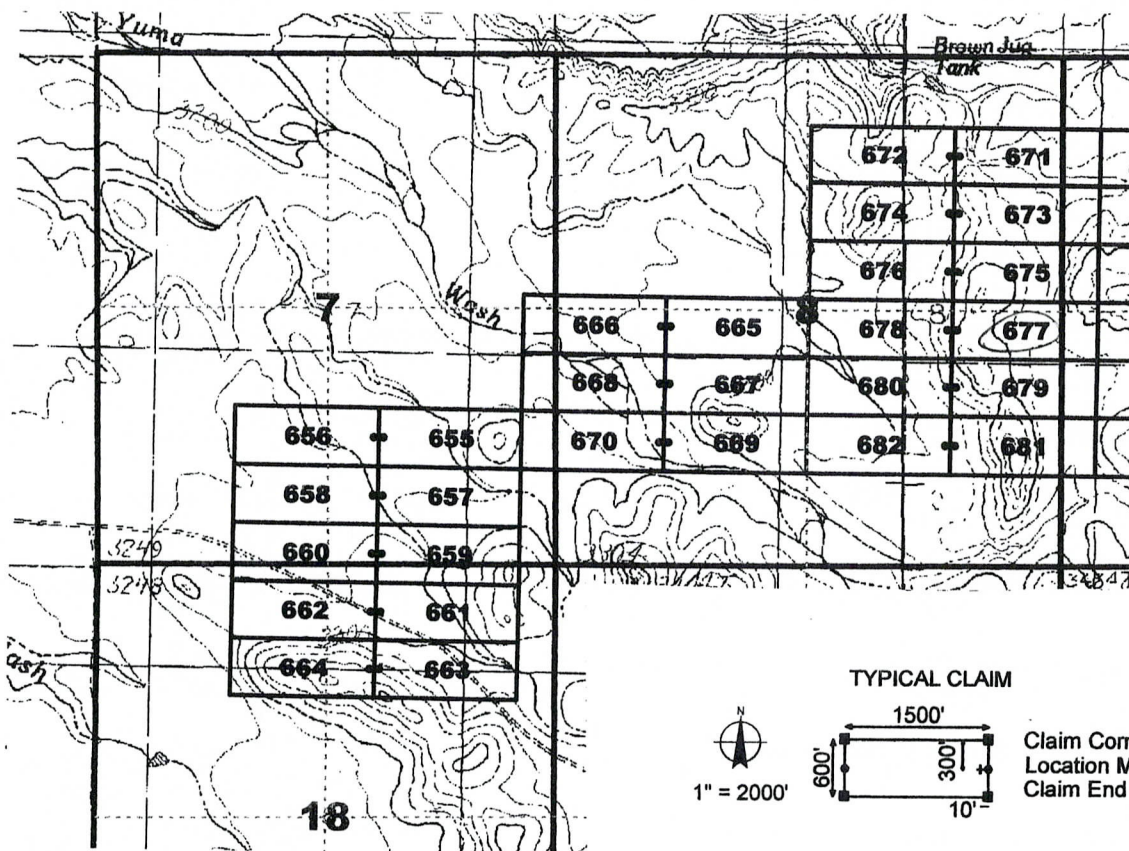 Yuma
Brown Jug
Tank
3200
672 671
674 673
676 675
7 Wash 8
666 665 678 8 677
668 667 680 679
656 655 670 669 682 681
658 657
3249 660 659
3248
662 661
ash 664 663
TYPICAL CLAIM
N
1500'
600' 300' Claim Corn
Location M
1" = 2000' Claim End
10'
18